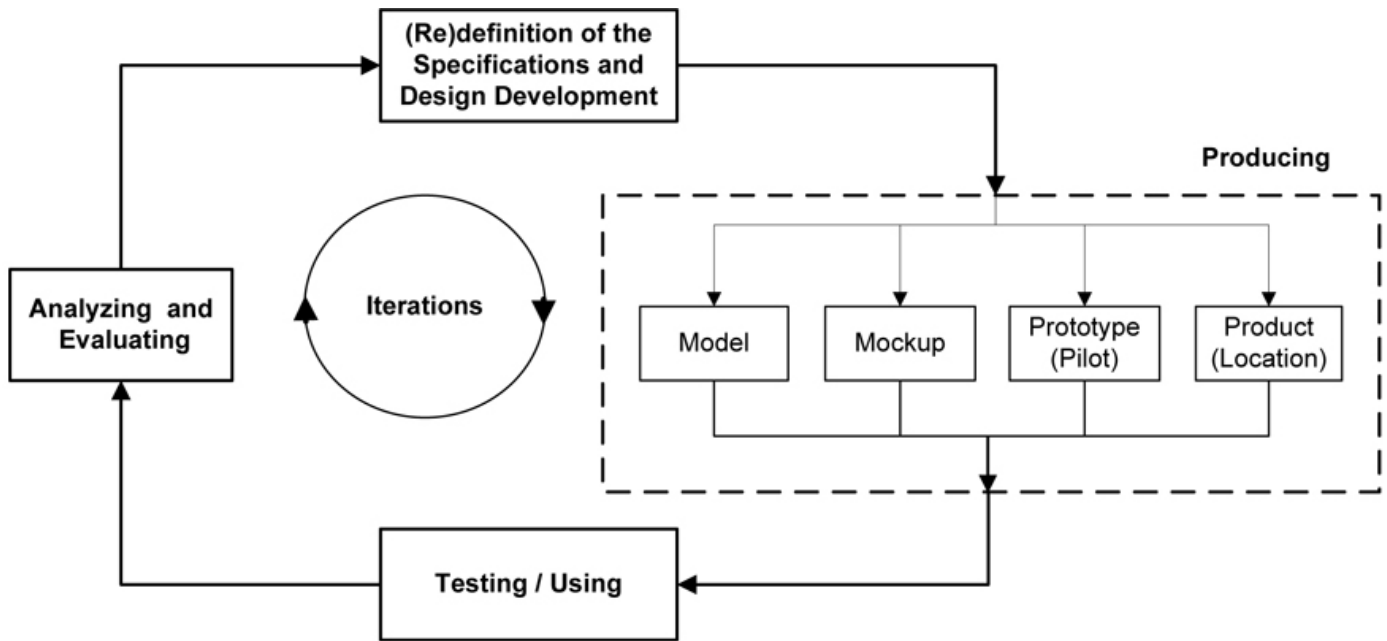 (Re)definition of the
Specifications and
Design Development
Producing
Analyzing and
Evaluating
Iterations
Model
Mockup
Prototype
(Pilot)
Product
(Location)
Testing / Using